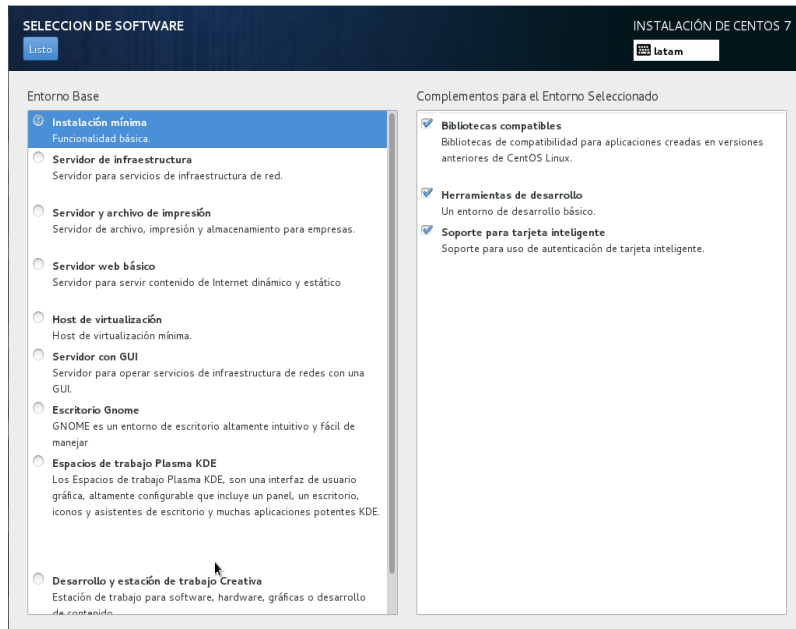 SELECCION DE SOFTWARE
INSTALACIÓN DE CENTOS 7
Listo
latam
Entorno Base
Instalación mínima
Funcionalidad básica.
Servidor de infraestructura
Servidor para servicios de infraestructura de red.
Servidor y archivo de impresión
Servidor de archivo, impresión y almacenamiento para empresas.
Servidor web básico
Servidor para servir contenido de Internet dinámico y estático
Host de virtualización
Host de virtualización mínima.
Servidor con GUI
Servidor para operar servicios de infraestructura de redes con una
GUI.
Escritorio Gnome
GNOME es un entorno de escritorio altamente intuitivo y fácil de
manejar
Espacios de trabajo Plasma KDE
Los Espacios de trabajo Plasma KDE, son una interfaz de usuario
gráfica, altamente configurable que incluye un panel, un escritorio,
iconos y asistentes de escritorio y muchas aplicaciones potentes KDE.
Desarrollo y estación de trabajo Creativa
Estación de trabajo para software, hardware, gráficas o desarrollo
de contenido
Complementos para el Entorno Seleccionado
Bibliotecas compatibles
Bibliotecas de compatibilidad para aplicaciones creadas en versiones
anteriores de CentOS Linux.
Herramientas de desarrollo
Un entorno de desarrollo básico.
Soporte para tarjeta inteligente
Soporte para uso de autenticación de tarjeta inteligente.